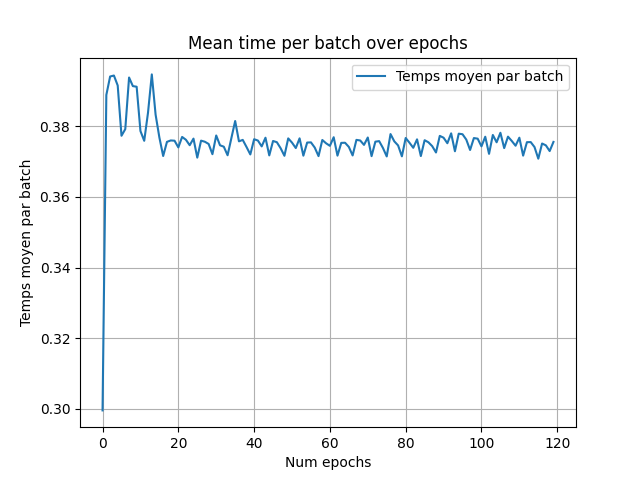 Mean time per batch over epochs
Temps moyen par batch
Temps moyen par batch
0.38
0.36
0.34
0.32
0.30
0 20 40 60 80 100 120
Num epochs